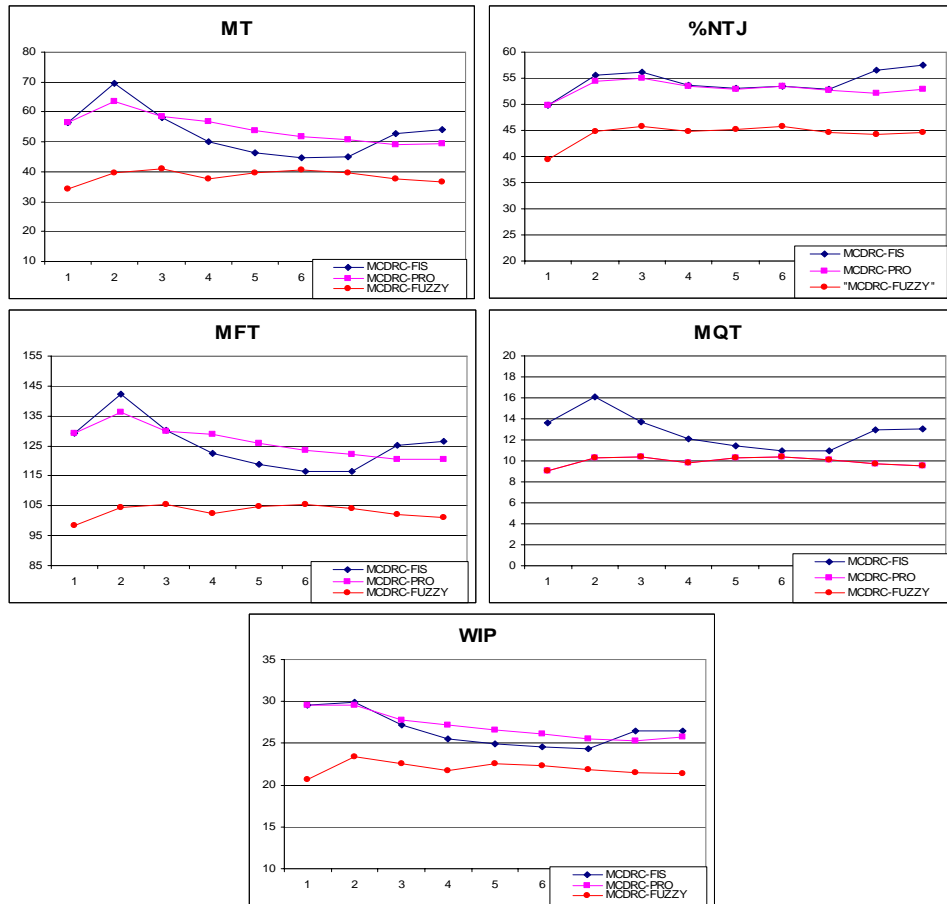 MT
80
70
60
50
40
30
20
10
1 2 3 4 5 6
MCDRC-FIS
MCDRC-PRO
MCDRC-FUZZY
%NTJ
60
55
50
45
40
35
30
25
20
1 2 3 4 5 6
MCDRC-FIS
MCDRC-PRO
"MCDRC-FUZZY"
MFT
155
145
135
125
115
105
95
85
1 2 3 4 5 6
MCDRC-FIS
MCDRC-PRO
MCDRC-FUZZY
MQT
20
18
16
14
12
10
8
6
4
2
0
1 2 3 4 5 6
MCDRC-FIS
MCDRC-PRO
MCDRC-FUZZY
WIP
35
30
25
20
15
10
1 2 3 4 5 6
MCDRC-FIS
MCDRC-PRO
MCDRC-FUZZY